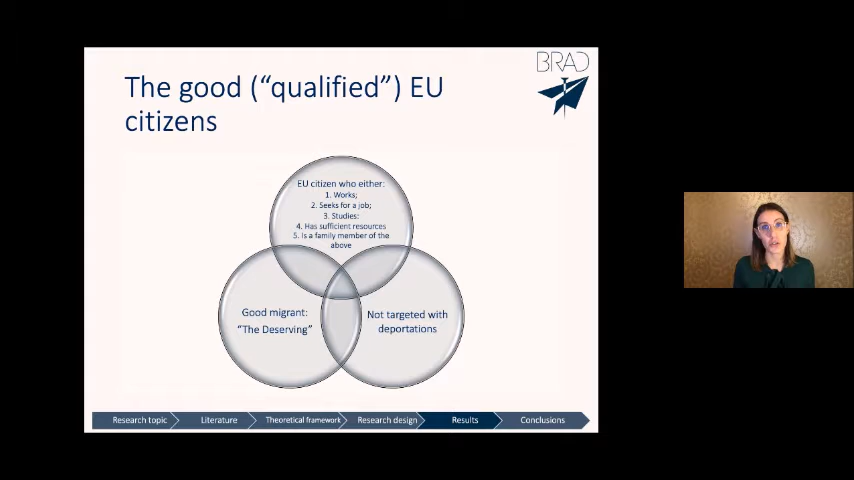 BRAD
The good (“qualified”) EU
citizens
EU citizen who either:
1. Works;
2. Seeks for a job;
3. Studies:
4. Has sufficient resources
5. Is a family member of the
above
Good migrant:
“The Deserving”
Not targeted with
deportations
Research topic
Literature
Theoretical framework
Research design
Results
Conclusions